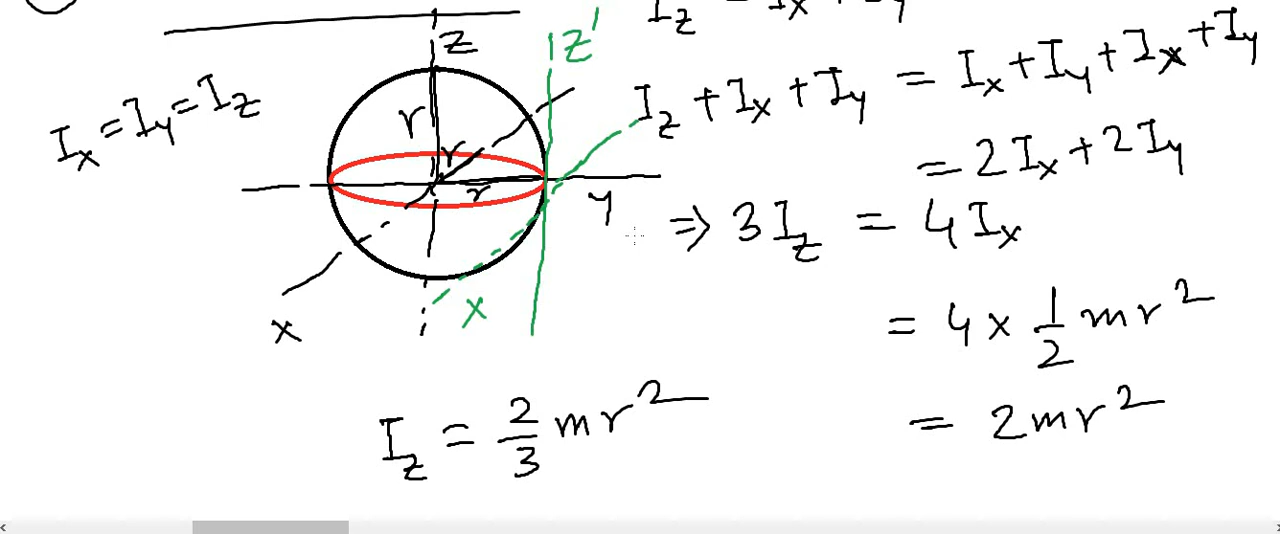 I_z = I_x + I_y
z
z'
I_x = I_y = I_z
r
r
r
y
x
x
I_z + I_x + I_y = I_x + I_y + I_x + I_y
= 2I_x + 2I_y
⇒ 3I_z = 4I_x
= 4 × 1/2 mr²
= 2mr²
I_z = 2/3 mr²